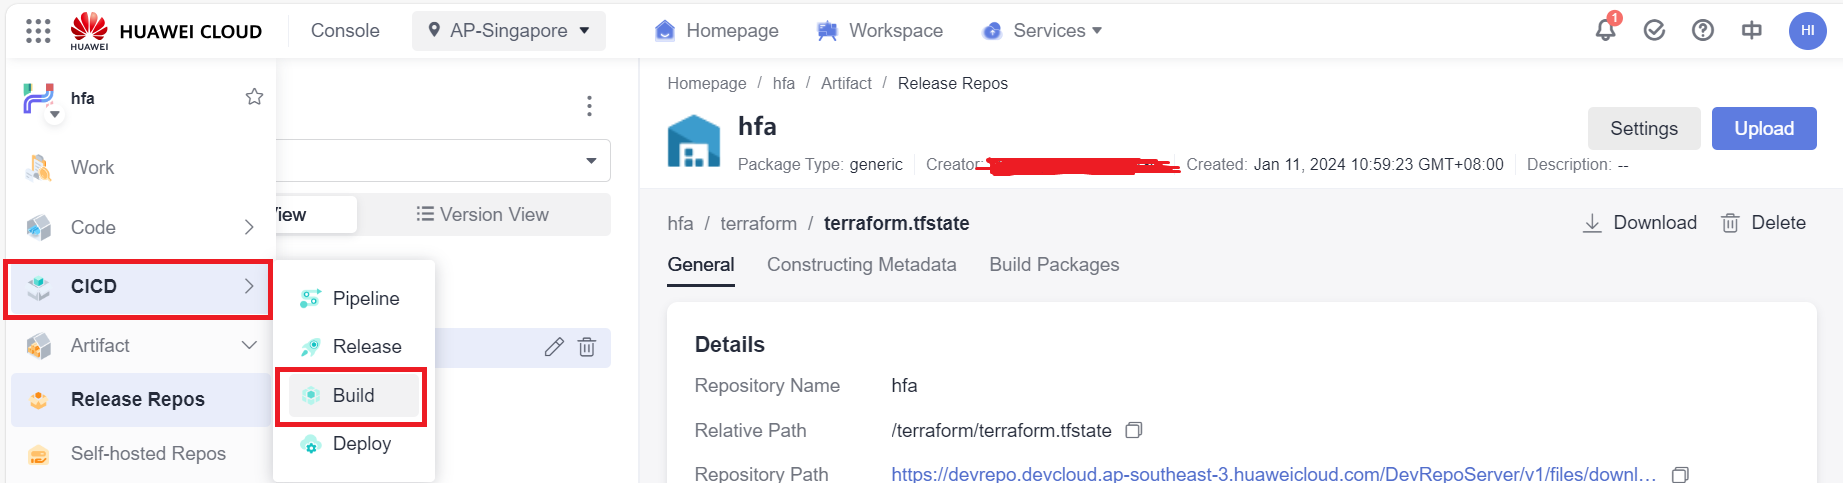 HUAWEI
HUAWEI CLOUD
Console
AP-Singapore
Homepage
Workspace
Services
1
中
HI
hfa
Work
Code
CICD
Artifact
Release Repos
Self-hosted Repos
Version View
Pipeline
Release
Build
Deploy
Homepage / hfa / Artifact / Release Repos
hfa
Settings
Upload
Package Type: generic
Creator:
Created: Jan 11, 2024 10:59:23 GMT+08:00
Description: --
hfa / terraform / terraform.tfstate
Download
Delete
General
Constructing Metadata
Build Packages
Details
Repository Name hfa
Relative Path /terraform/terraform.tfstate
Repository Path https://devrepo.devcloud.ap-southeast-3.huaweicloud.com/DevRepoServer/v1/files/downl...